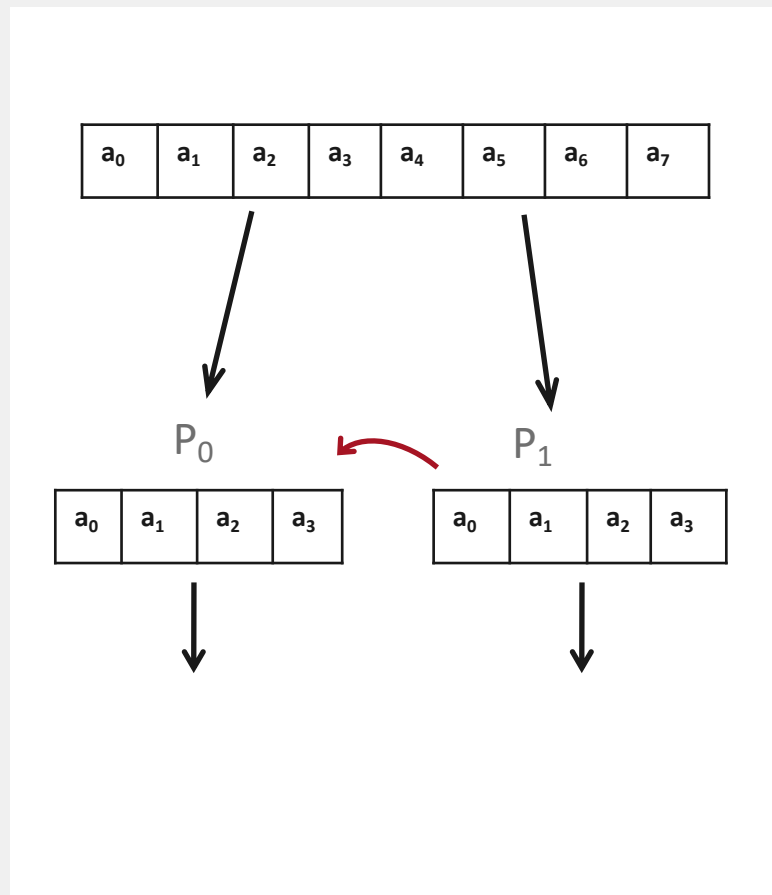 a₀ a₁ a₂ a₃ a₄ a₅ a₆ a₇
P₀ P₁
a₀ a₁ a₂ a₃ a₀ a₁ a₂ a₃